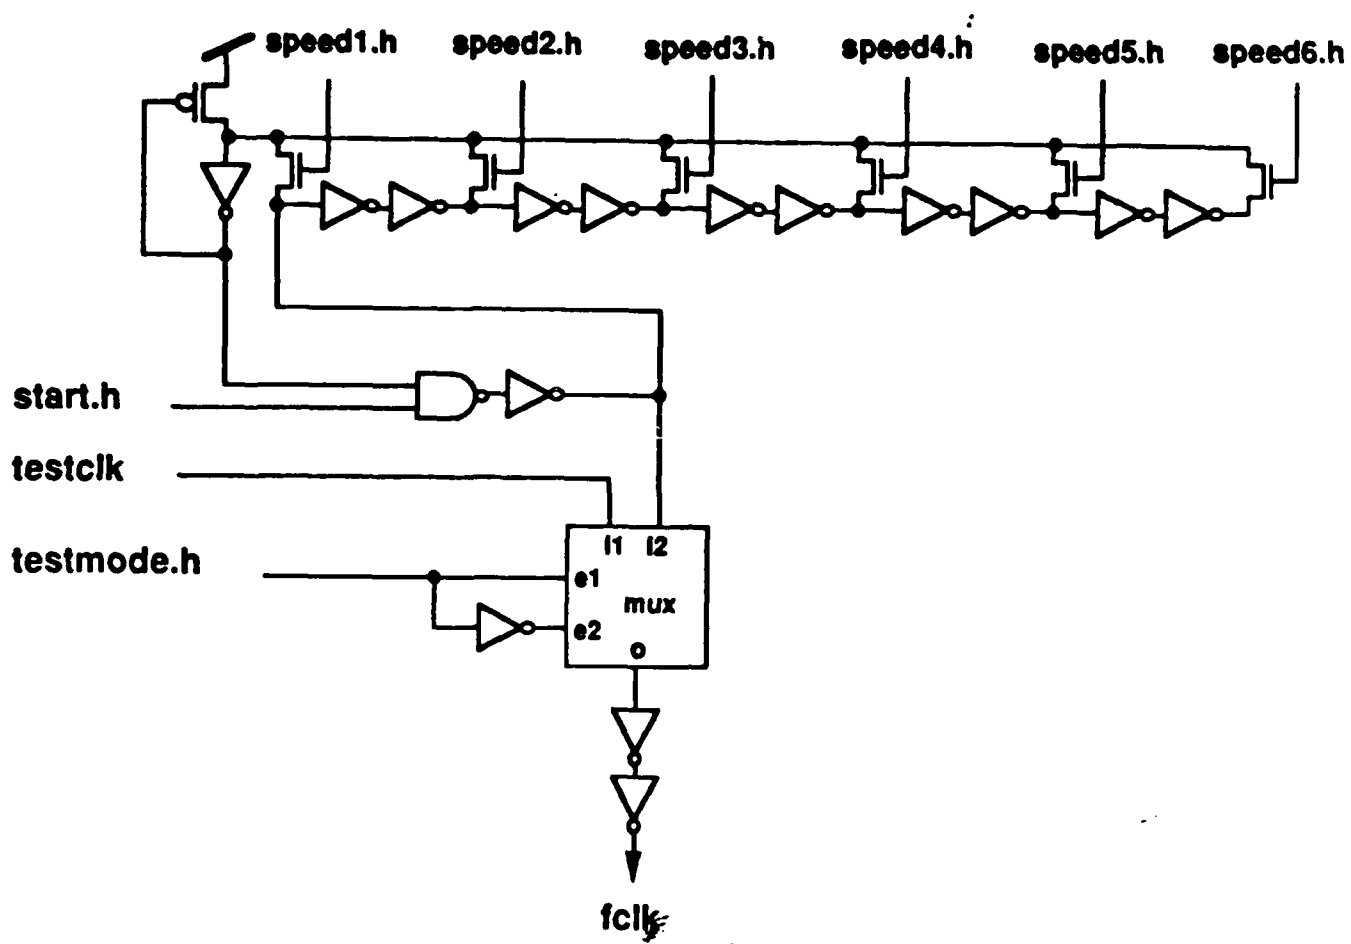 speed1.h
speed2.h
speed3.h
speed4.h
speed5.h
speed6.h
start.h
testclk
testmode.h
I1 I2
e1
mux
e2
o
fclk